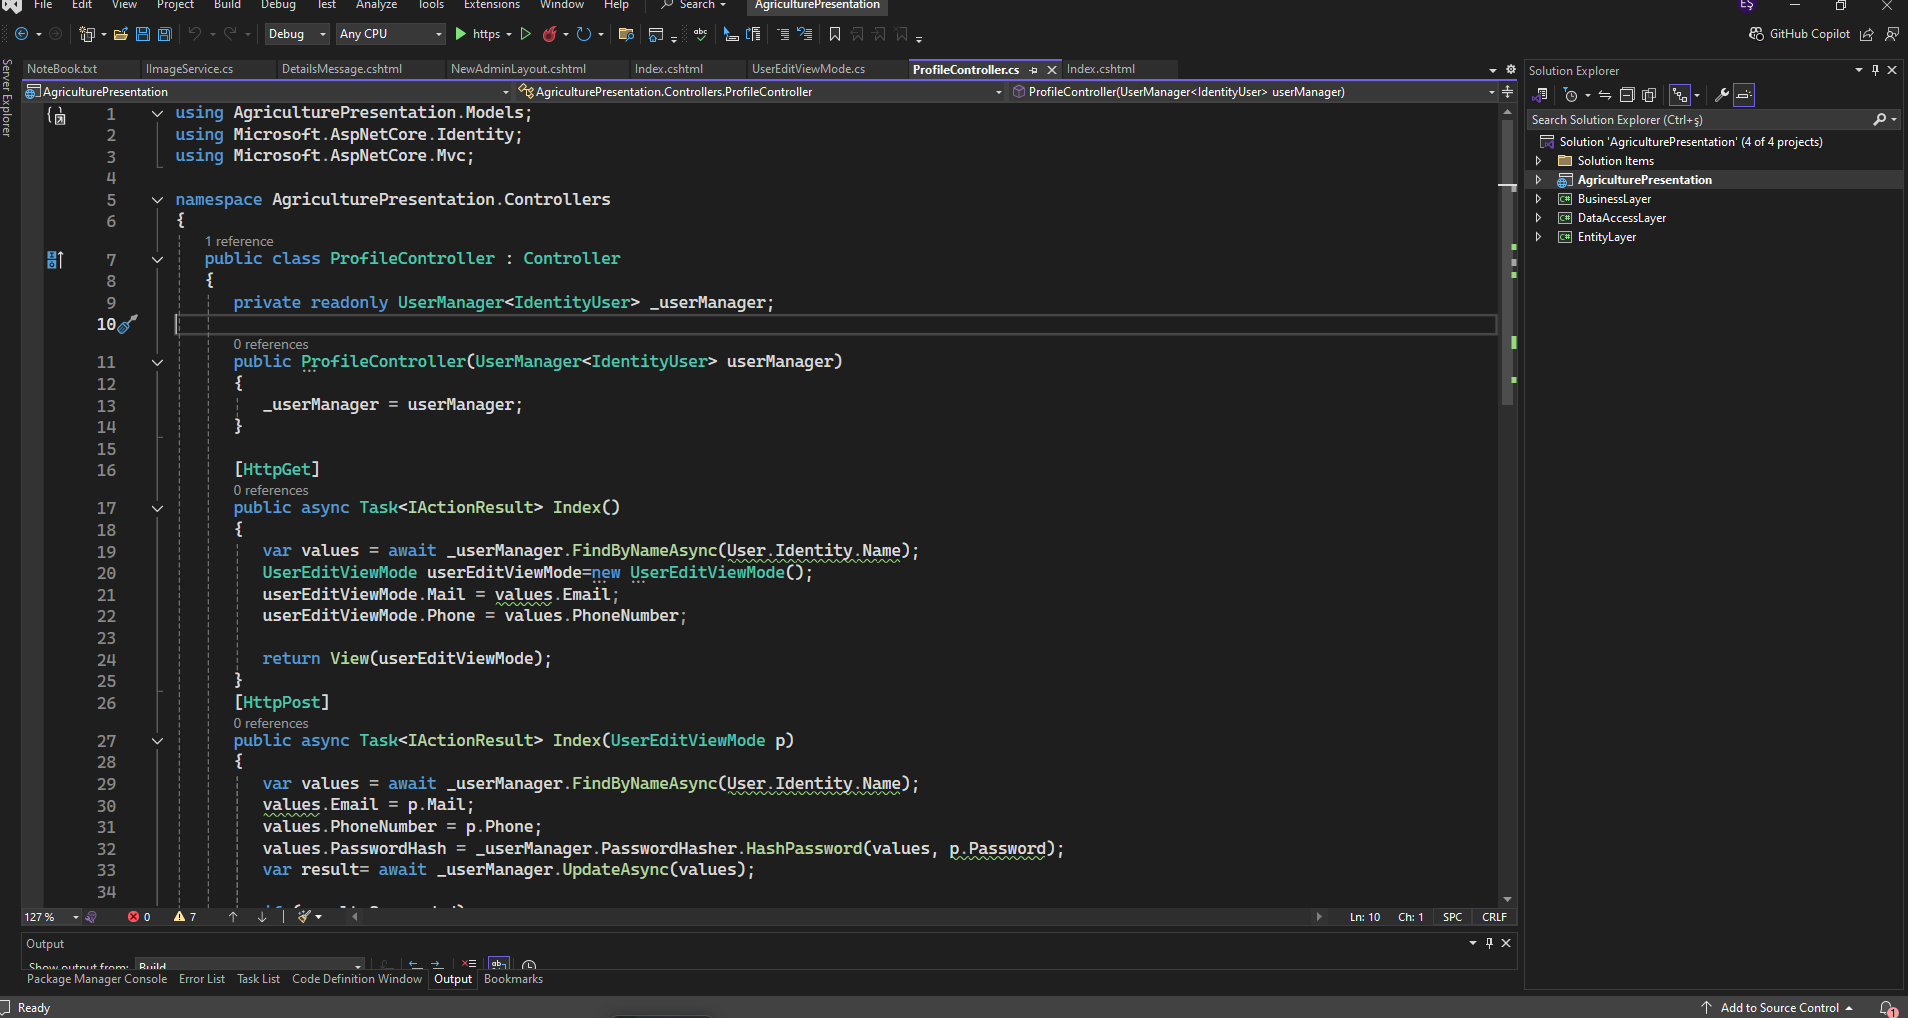 File Edit View Project Build Debug Test Analyze Tools Extensions Window Help Search AgriculturePresentation EŞ
Debug Any CPU https GitHub Copilot
Server Explorer
NoteBook.txt IImageService.cs DetailsMessage.cshtml NewAdminLayout.cshtml Index.cshtml UserEditViewMode.cs ProfileController.cs Index.cshtml
AgriculturePresentation AgriculturePresentation.Controllers.ProfileController ProfileController(UserManager<IdentityUser> userManager)
1 using AgriculturePresentation.Models;
2 using Microsoft.AspNetCore.Identity;
3 using Microsoft.AspNetCore.Mvc;
4
5 namespace AgriculturePresentation.Controllers
6 {
1 reference
7 public class ProfileController : Controller
8 {
9 private readonly UserManager<IdentityUser> _userManager;
10
0 references
11 public ProfileController(UserManager<IdentityUser> userManager)
12 {
13 _userManager = userManager;
14 }
15
16 [HttpGet]
0 references
17 public async Task<IActionResult> Index()
18 {
19 var values = await _userManager.FindByNameAsync(User.Identity.Name);
20 UserEditViewMode userEditViewMode=new UserEditViewMode();
21 userEditViewMode.Mail = values.Email;
22 userEditViewMode.Phone = values.PhoneNumber;
23
24 return View(userEditViewMode);
25 }
26 [HttpPost]
0 references
27 public async Task<IActionResult> Index(UserEditViewMode p)
28 {
29 var values = await _userManager.FindByNameAsync(User.Identity.Name);
30 values.Email = p.Mail;
31 values.PhoneNumber = p.Phone;
32 values.PasswordHash = _userManager.PasswordHasher.HashPassword(values, p.Password);
33 var result= await _userManager.UpdateAsync(values);
34
127 % 0 7 Ln: 10 Ch: 1 SPC CRLF
Output
Show output from: Build
Package Manager Console Error List Task List Code Definition Window Output Bookmarks
Solution Explorer
Search Solution Explorer (Ctrl+ş)
Solution 'AgriculturePresentation' (4 of 4 projects)
Solution Items
AgriculturePresentation
BusinessLayer
DataAccessLayer
EntityLayer
Ready Add to Source Control 1